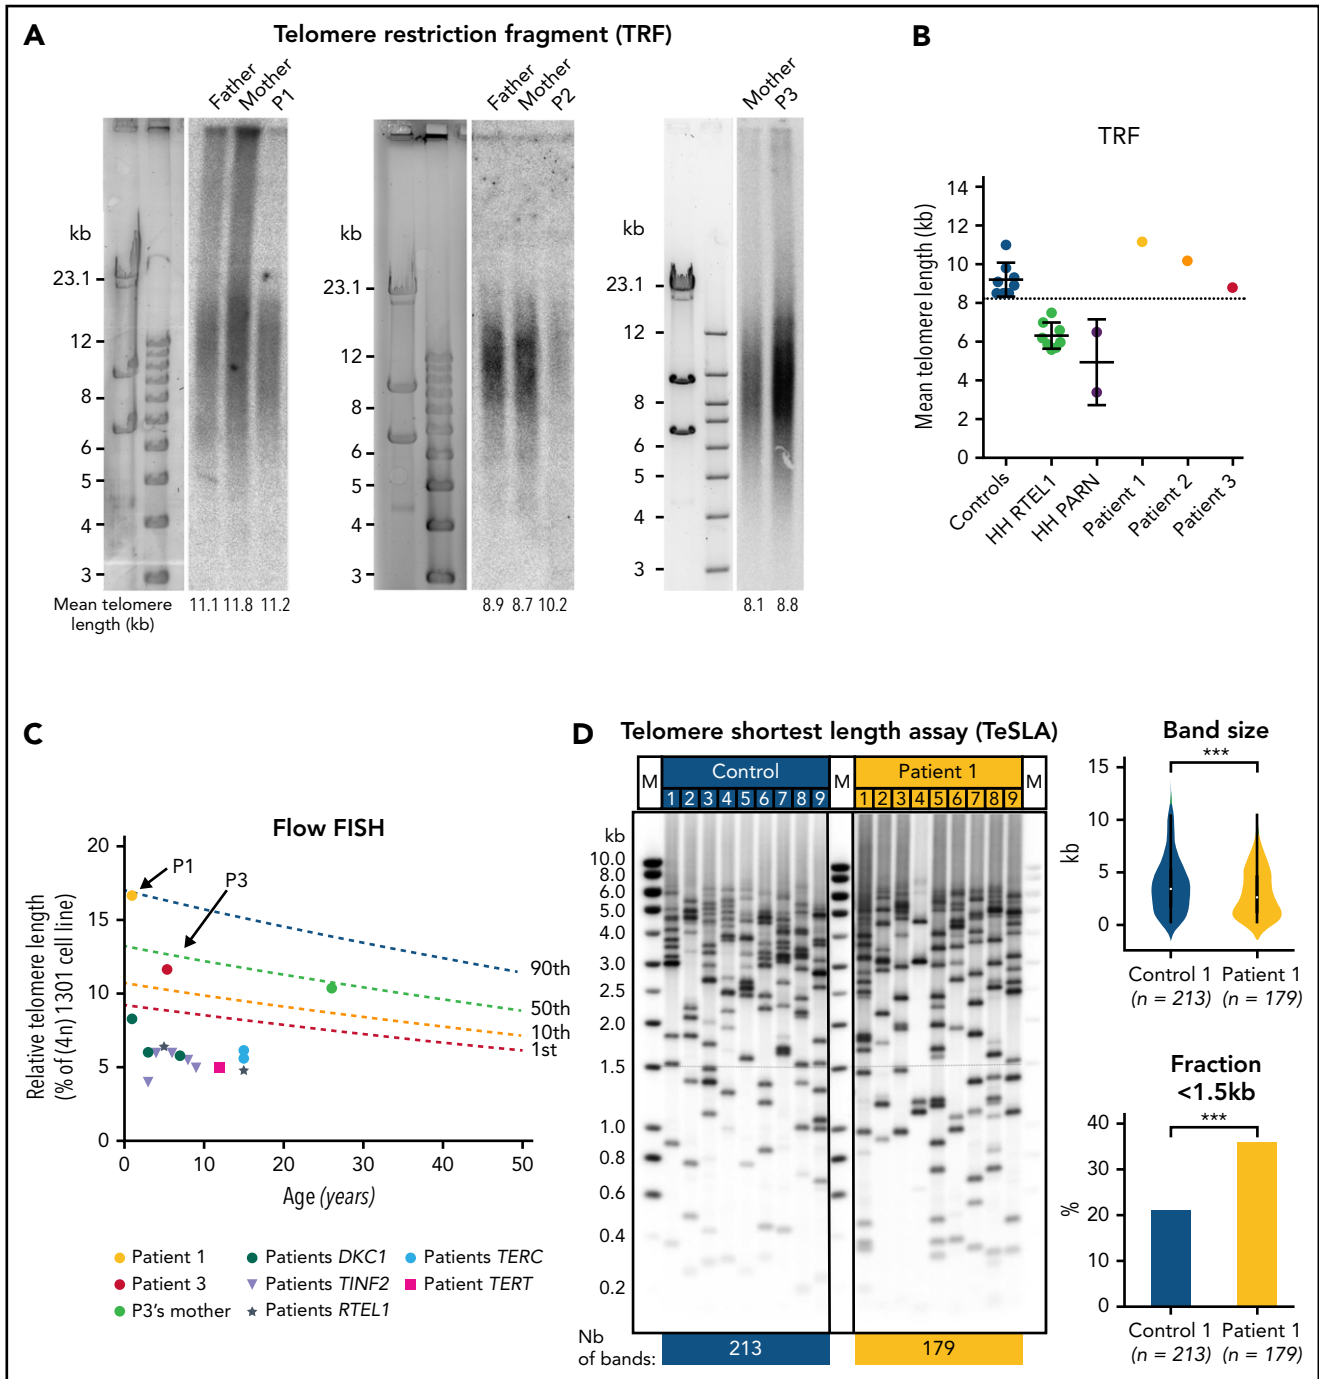 A
Telomere restriction fragment (TRF)
Father
Mother
P1
kb
23.1
12
8
6
5
4
3
Father
Mother
P2
kb
23.1
12
8
6
5
4
3
Mother
P3
kb
23.1
12
8
6
5
4
3
Mean telomere
length (kb)
11.1 11.8 11.2
8.9 8.7 10.2
8.1 8.8
B
TRF
Mean telomere length (kb)
14
12
10
8
6
4
2
0
Controls
HH RTEL1
HH PARN
Patient 1
Patient 2
Patient 3
C
Flow FISH
Relative telomere length
(% of (4n) 1301 cell line)
20
15
10
5
0
P1
P3
90th
50th
10th
1st
0 10 20 30 40 50
Age (years)
Patient 1
Patient 3
P3's mother
Patients DKC1
Patients TINF2
Patients RTEL1
Patients TERC
Patient TERT
D
Telomere shortest length assay (TeSLA)
M Control M Patient 1 M
1 2 3 4 5 6 7 8 9 1 2 3 4 5 6 7 8 9
kb
10.0
8.0
6.0
5.0
4.0
3.0
2.5
2.0
1.5
1.0
0.8
0.6
0.4
0.2
Nb
of bands:
213 179
Band size
***
kb
15
10
5
0
Control 1 Patient 1
(n = 213) (n = 179)
Fraction
<1.5kb
***
%
40
30
20
10
0
Control 1 Patient 1
(n = 213) (n = 179)